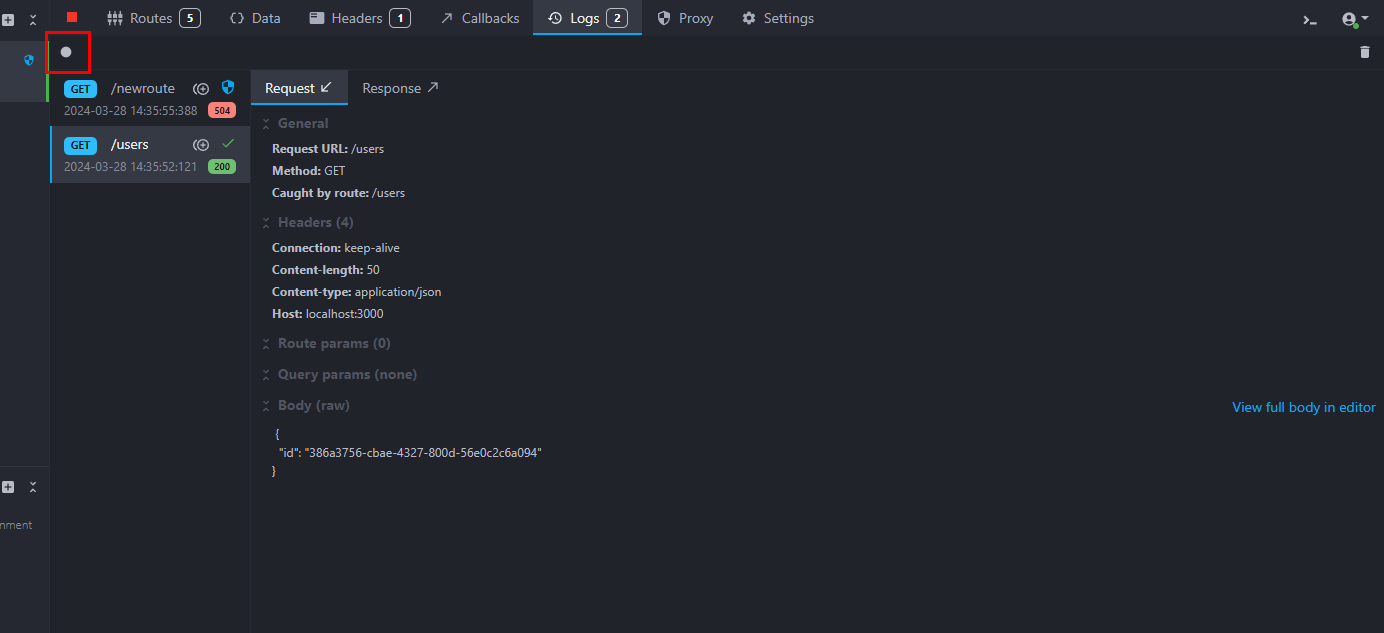 Routes 5 Data Headers 1 Callbacks Logs 2 Proxy Settings
GET /newroute
2024-03-28 14:35:55:388 504
GET /users
2024-03-28 14:35:52:121 200
Request Response
General
Request URL: /users
Method: GET
Caught by route: /users
Headers (4)
Connection: keep-alive
Content-length: 50
Content-type: application/json
Host: localhost:3000
Route params (0)
Query params (none)
Body (raw)
View full body in editor
{
"id": "386a3756-cbae-4327-800d-56e0c2c6a094"
}
nment